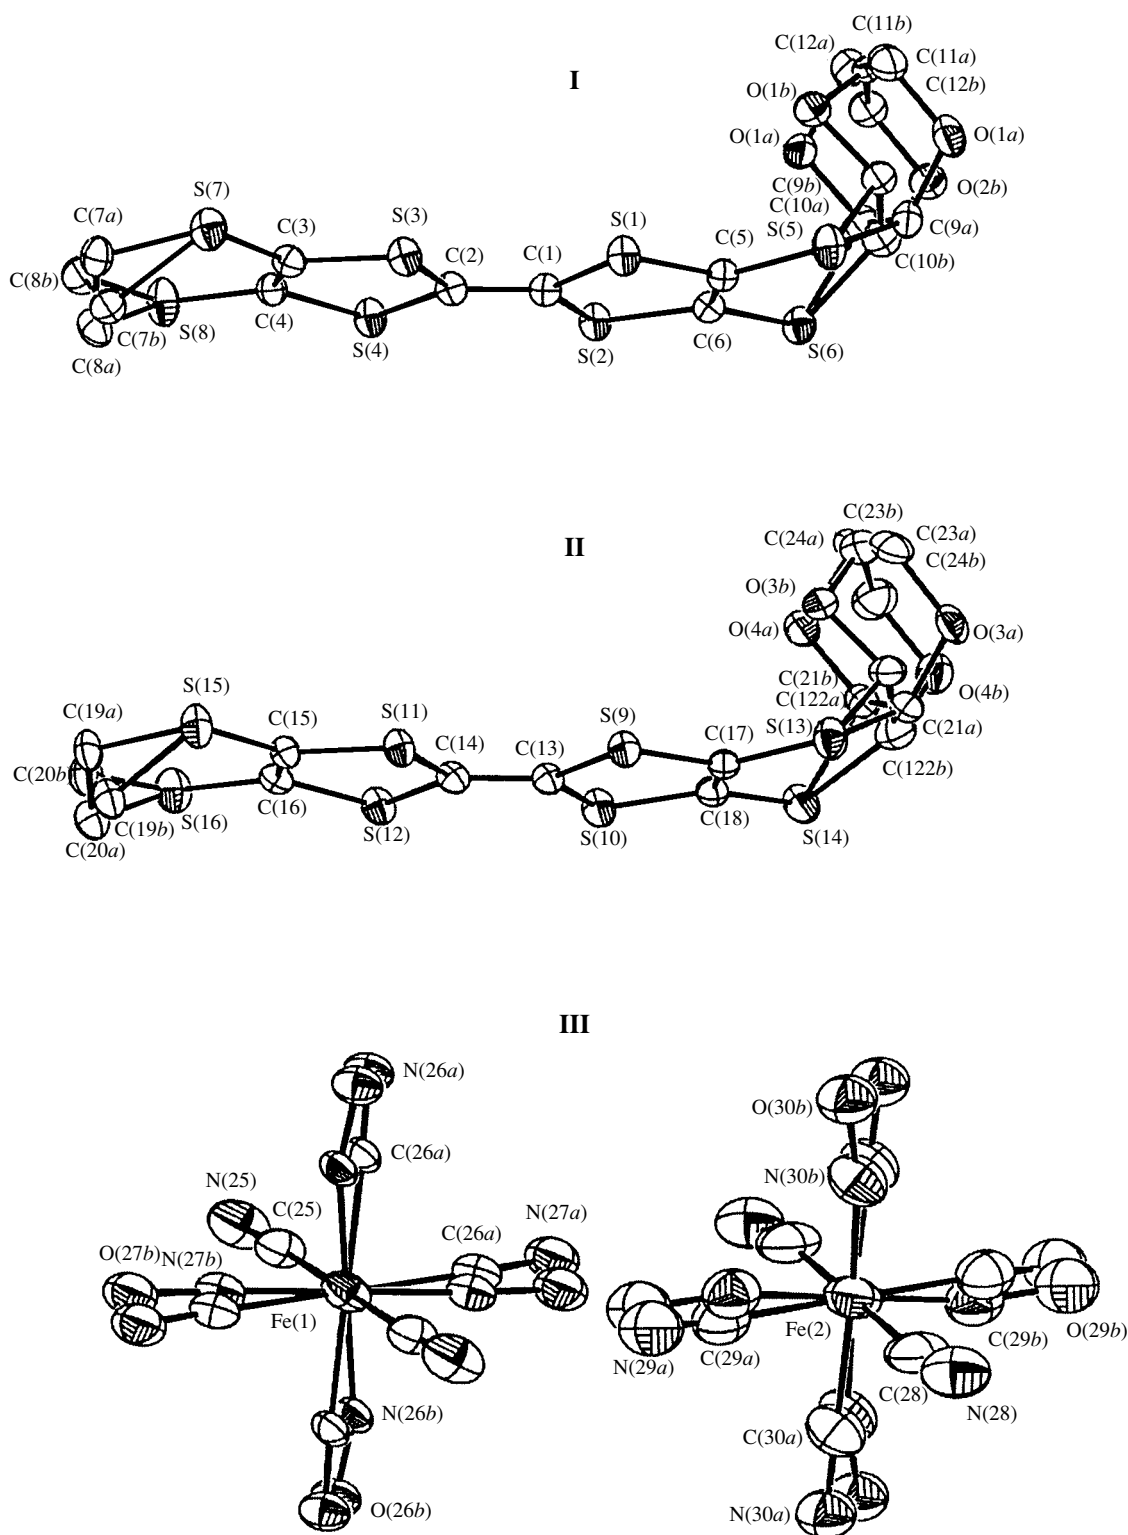 I
C(11b)
C(12a)
C(11a)
C(12b)
O(1b)
O(1a)
O(1a)
C(9b)
O(2b)
C(10a)
S(7)
S(3)
S(1)
S(5)
C(9a)
C(7a)
C(3)
C(2)
C(1)
C(5)
C(10b)
C(8b)
C(7b)
S(8)
C(4)
S(4)
S(2)
C(6)
S(6)
C(8a)
II
C(23b)
C(24a)
C(23a)
C(24b)
O(3b)
O(4a)
O(3a)
C(21b)
O(4b)
C(122a)
S(15)
S(11)
S(9)
S(13)
C(21a)
C(19a)
C(15)
C(14)
C(13)
C(17)
C(122b)
C(20b)
C(19b)
S(16)
C(16)
S(12)
S(10)
C(18)
S(14)
C(20a)
III
N(26a)
O(30b)
C(26a)
N(30b)
N(25)
C(25)
C(26a)
N(27a)
O(27b)
N(27b)
Fe(1)
Fe(2)
C(29b)
O(29b)
N(29a)
C(29a)
C(28)
N(28)
N(26b)
C(30a)
O(26b)
N(30a)